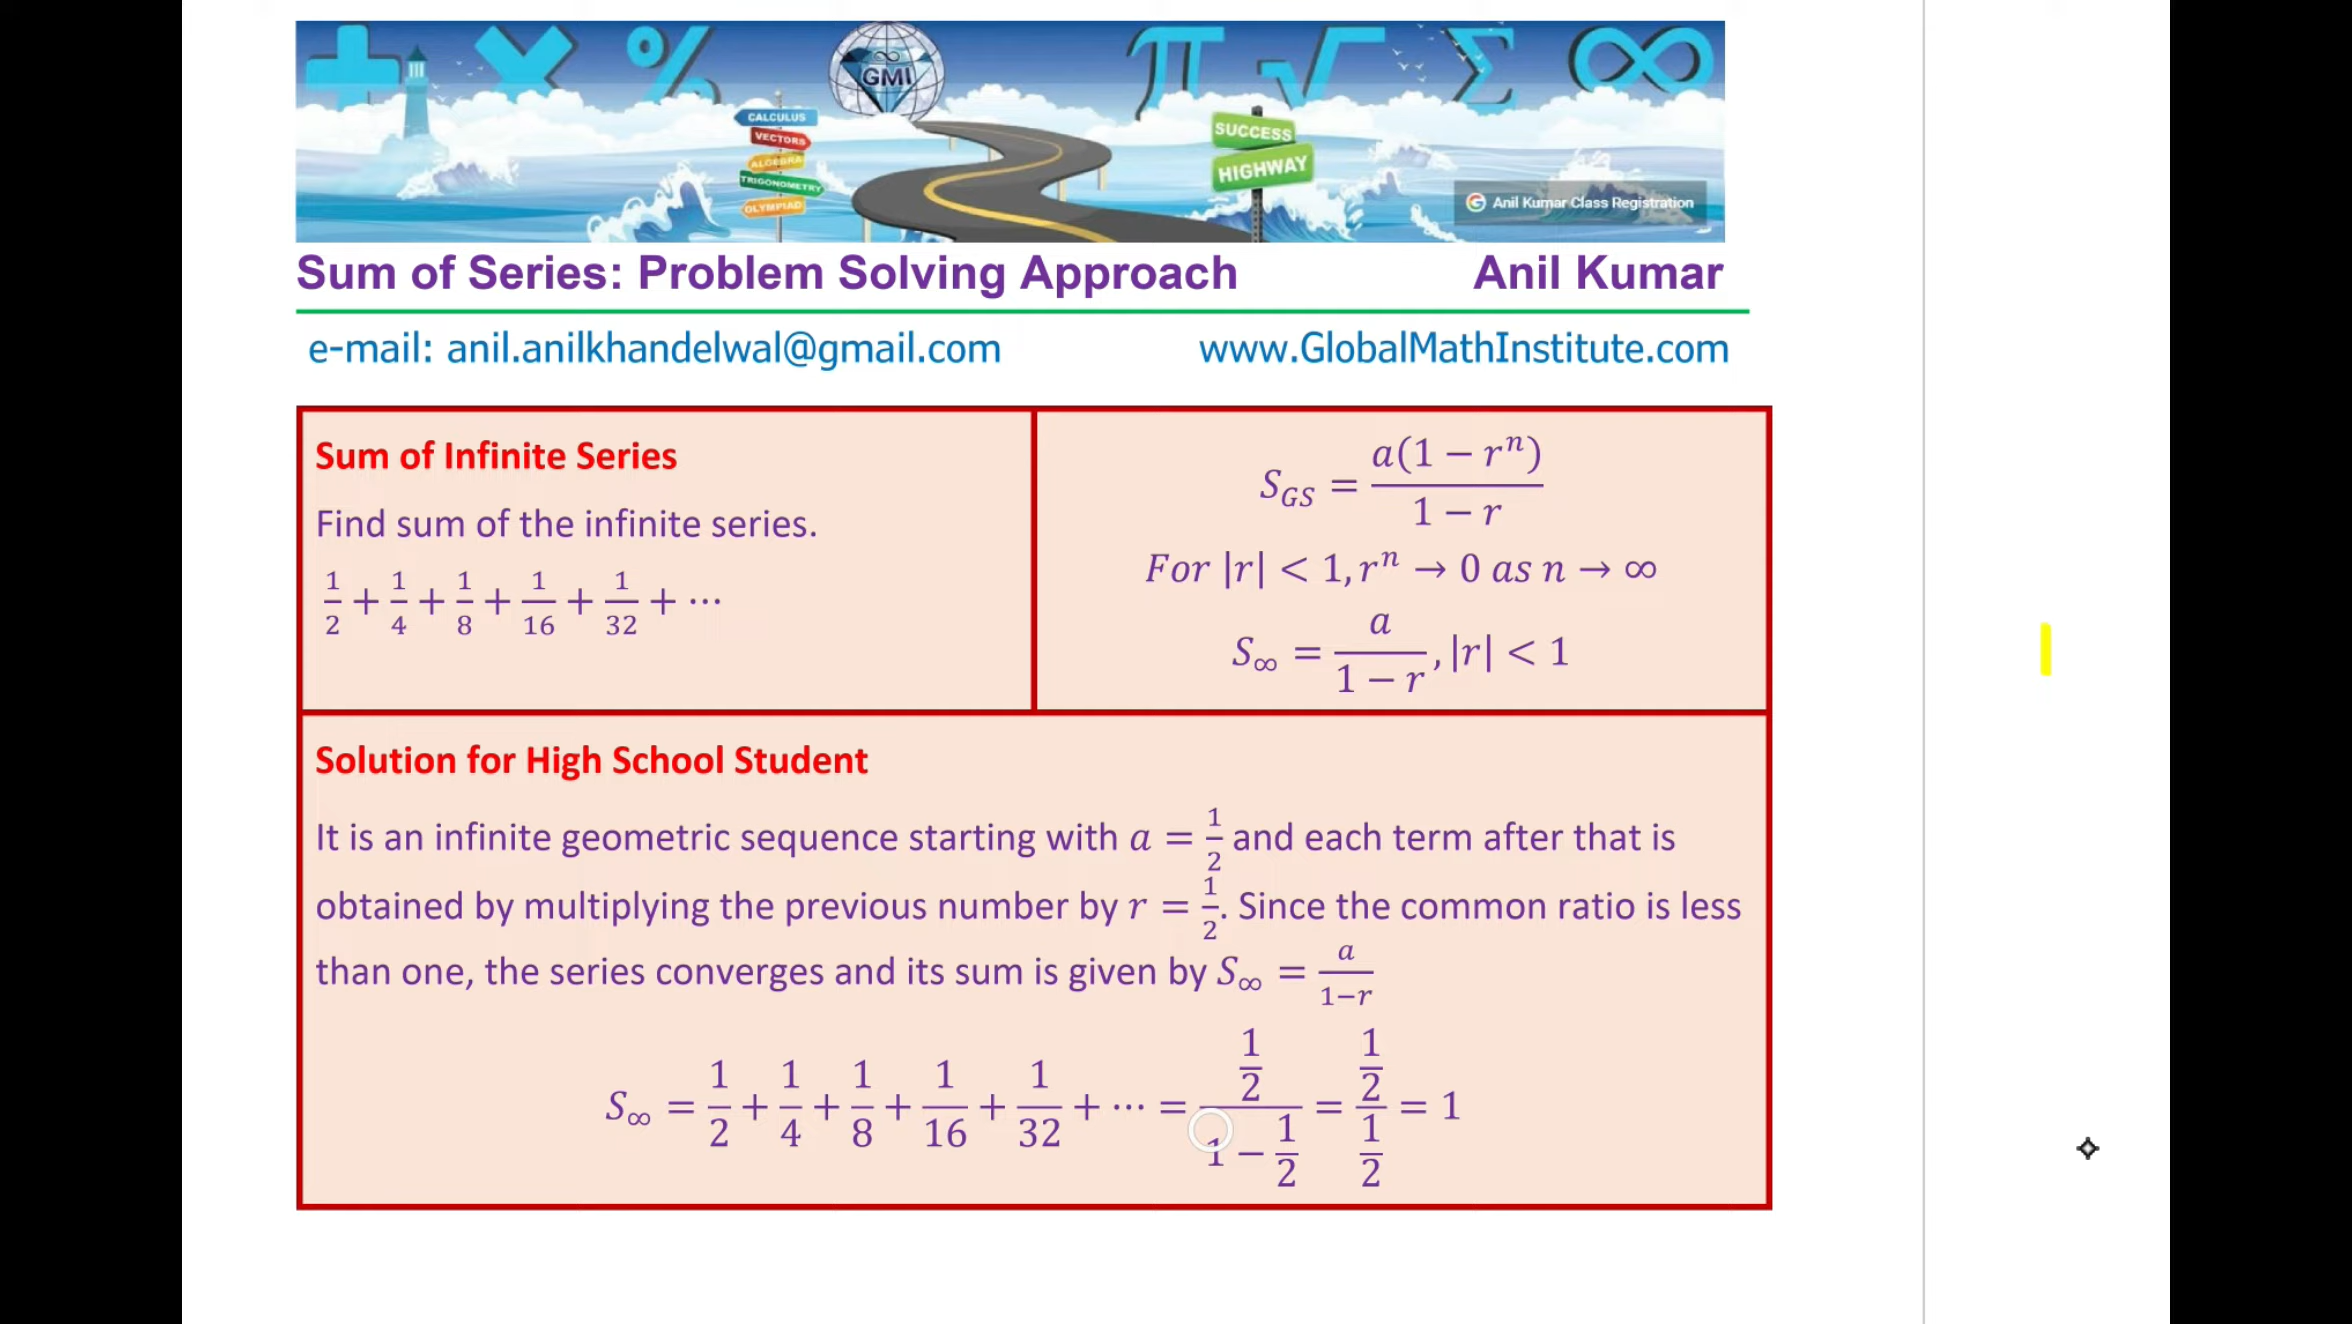 + × % π √ Σ ∞
∞
GMI
CALCULUS
VECTORS
ALGEBRA
TRIGONOMETRY
OLYMPIAD
SUCCESS
HIGHWAY
G Anil Kumar Class Registration
Sum of Series: Problem Solving Approach Anil Kumar
e-mail: anil.anilkhandelwal@gmail.com www.GlobalMathInstitute.com
Sum of Infinite Series
Find sum of the infinite series.
1/2 + 1/4 + 1/8 + 1/16 + 1/32 + ⋯
S_GS = a(1 − rⁿ)/(1 − r)
For |r| < 1, rⁿ → 0 as n → ∞
S_∞ = a/(1 − r), |r| < 1
Solution for High School Student
It is an infinite geometric sequence starting with a = 1/2 and each term after that is
obtained by multiplying the previous number by r = 1/2. Since the common ratio is less
than one, the series converges and its sum is given by S_∞ = a/(1−r)
S_∞ = 1/2 + 1/4 + 1/8 + 1/16 + 1/32 + ⋯ = (1/2)/(1 − 1/2) = (1/2)/(1/2) = 1